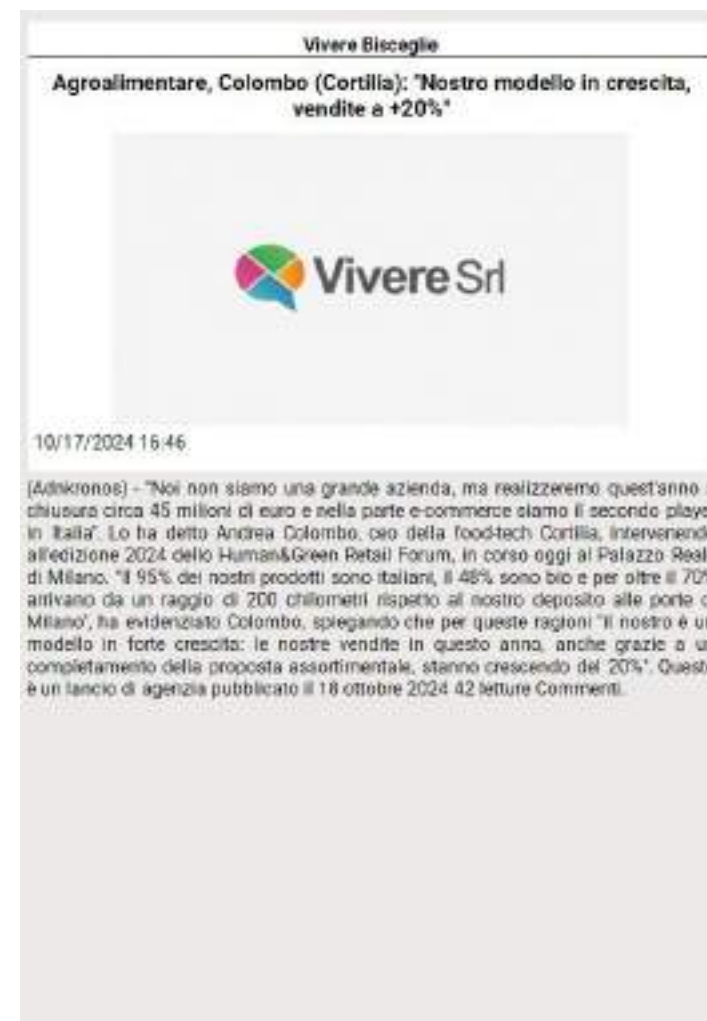 Vivere Bisceglie
Agroalimentare, Colombo (Cortilia): "Nostro modello in crescita,
vendite a +20%"
Vivere Srl
10/17/2024 16:46
(Adnkronos) - "Noi non siamo una grande azienda, ma realizzeremo quest'anno
chiusura circa 45 milioni di euro e nella parte e-commerce siamo il secondo playe
in Italia". Lo ha detto Andrea Colombo, ceo della food-tech Cortilia, intervenend
all'edizione 2024 dello Human&Green Retail Forum, in corso oggi al Palazzo Real
di Milano. "Il 95% dei nostri prodotti sono italiani, il 48% sono bio e per oltre il 70%
arrivano da un raggio di 200 chilometri rispetto al nostro deposito alle porte d
Milano", ha evidenziato Colombo, spiegando che per queste ragioni "il nostro è un
modello in forte crescita: le nostre vendite in questo anno, anche grazie a un
completamento della proposta assortimentale, stanno crescendo del 20%". Questo
è un lancio di agenzia pubblicato il 18 ottobre 2024 42 letture Commenti.